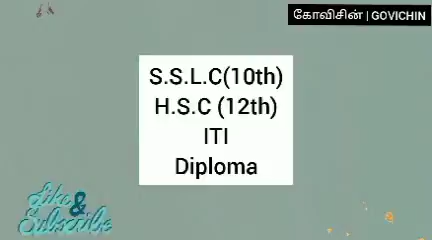 கோவிசின் | GOVICHIN
S.S.L.C(10th)
H.S.C (12th)
ITI
Diploma
Like
&
Subscribe